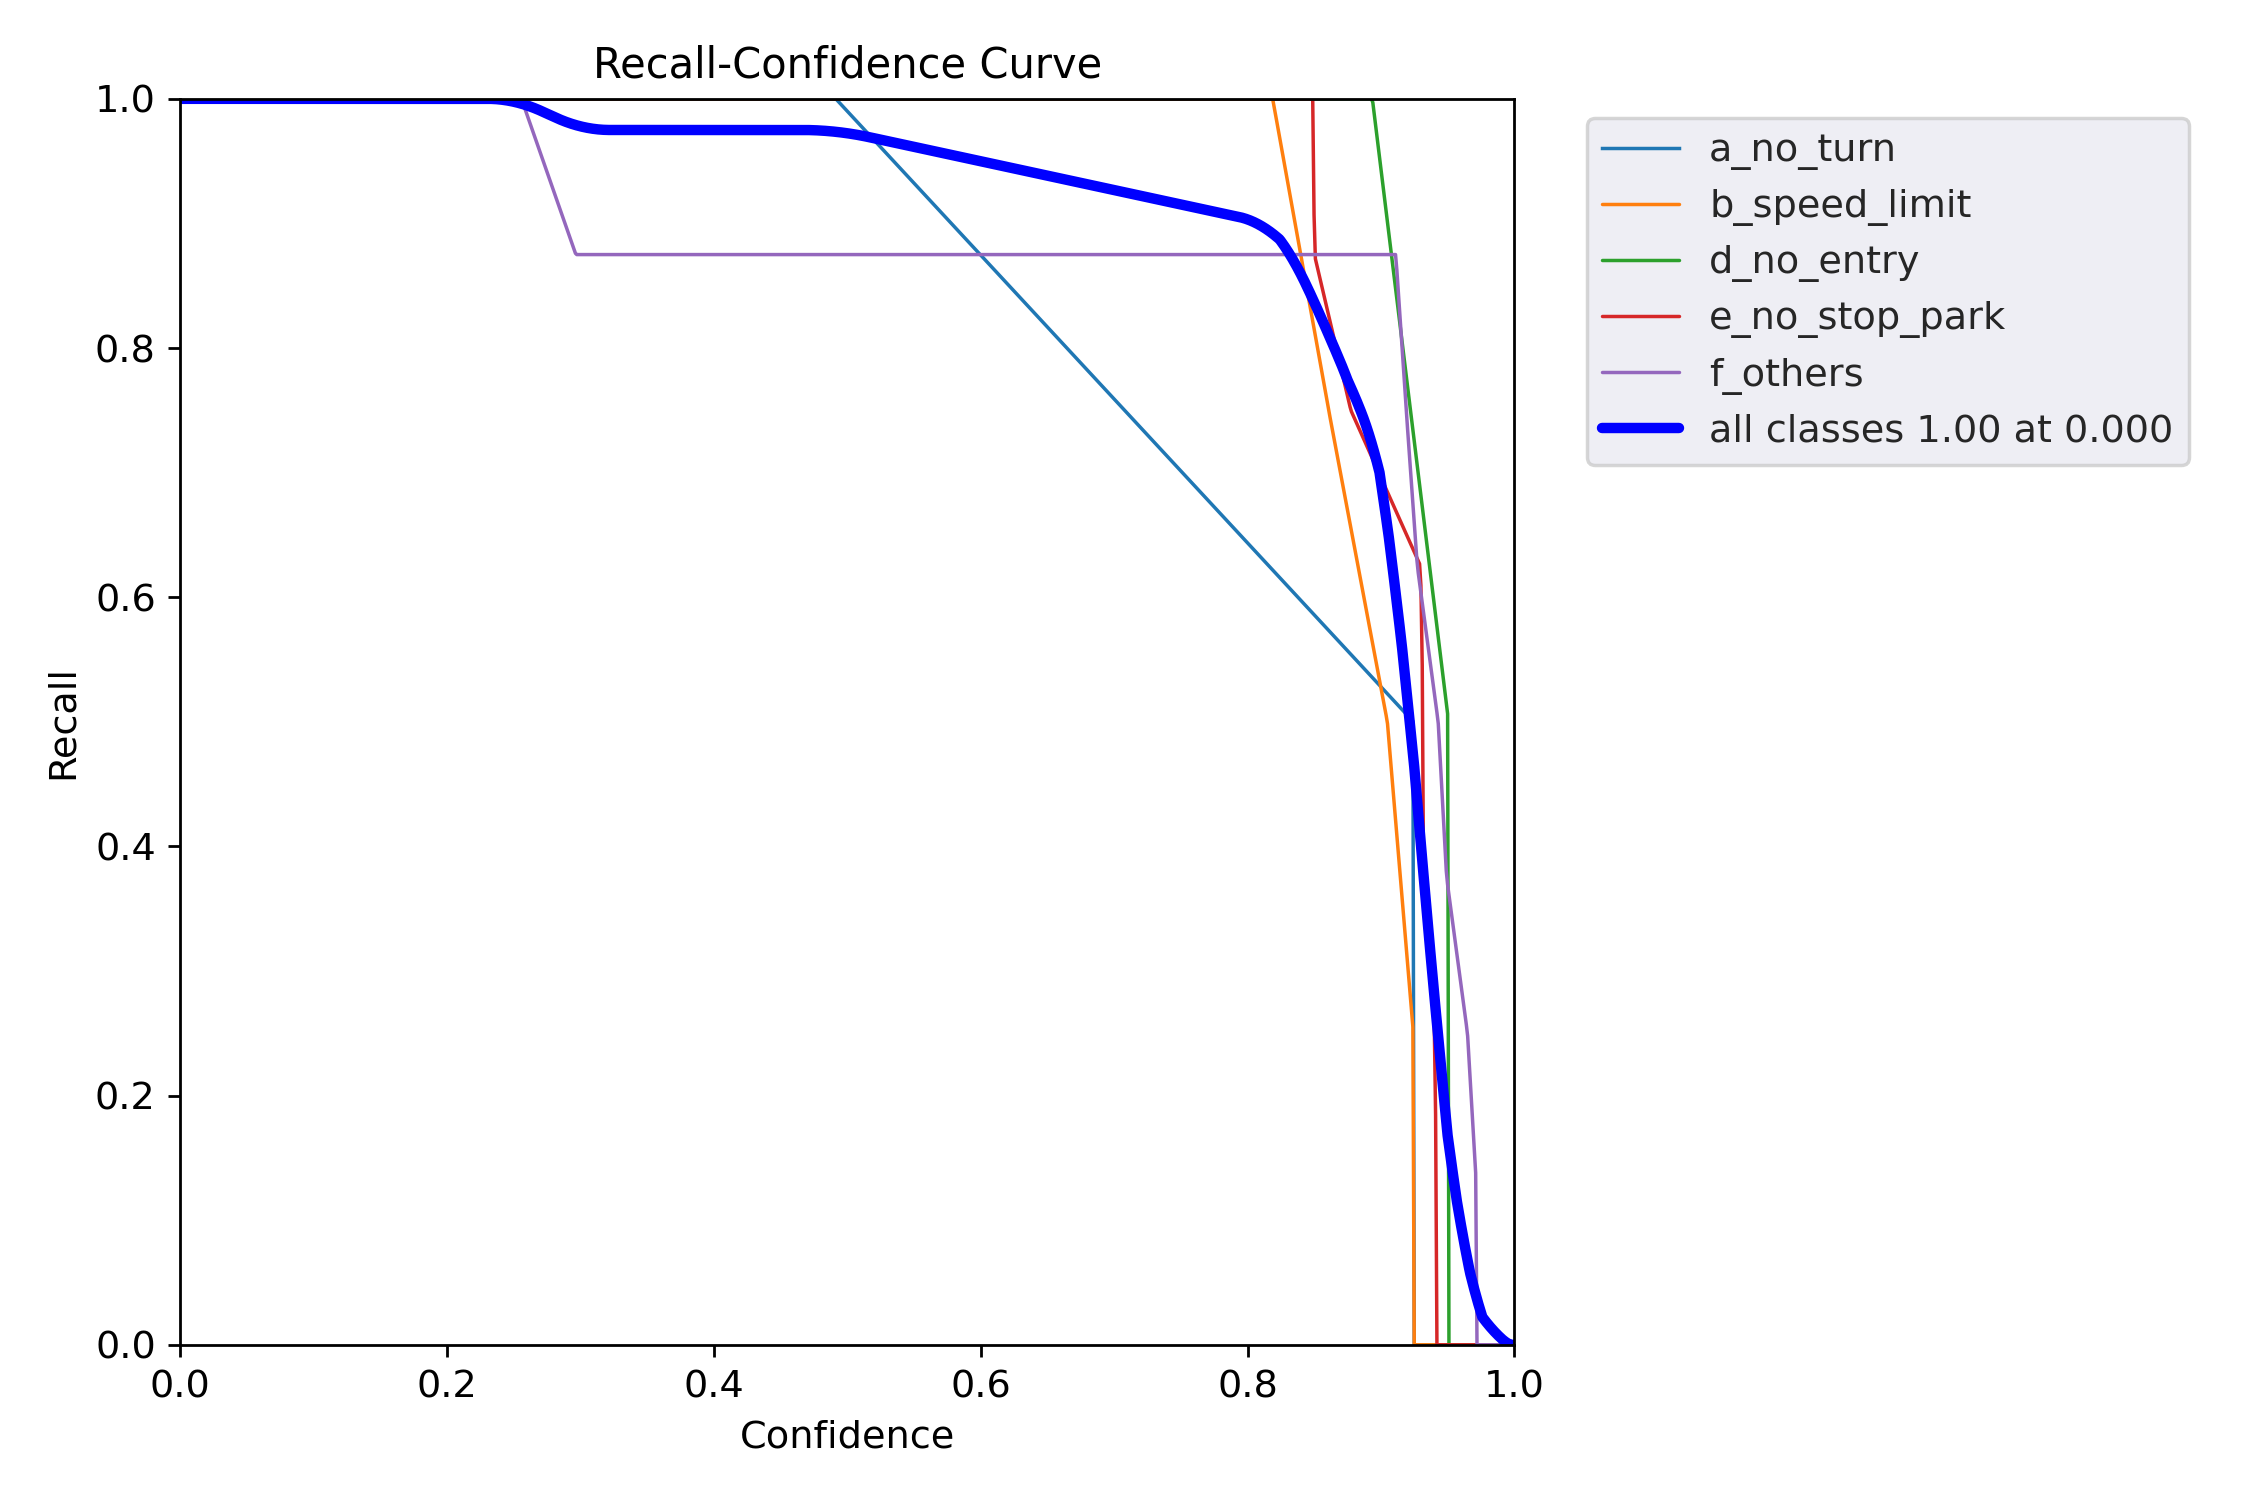 Recall-Confidence Curve
1.0
0.8
0.6
0.4
0.2
0.0
Recall
0.0 0.2 0.4 0.6 0.8 1.0
Confidence
a_no_turn
b_speed_limit
d_no_entry
e_no_stop_park
f_others
all classes 1.00 at 0.000